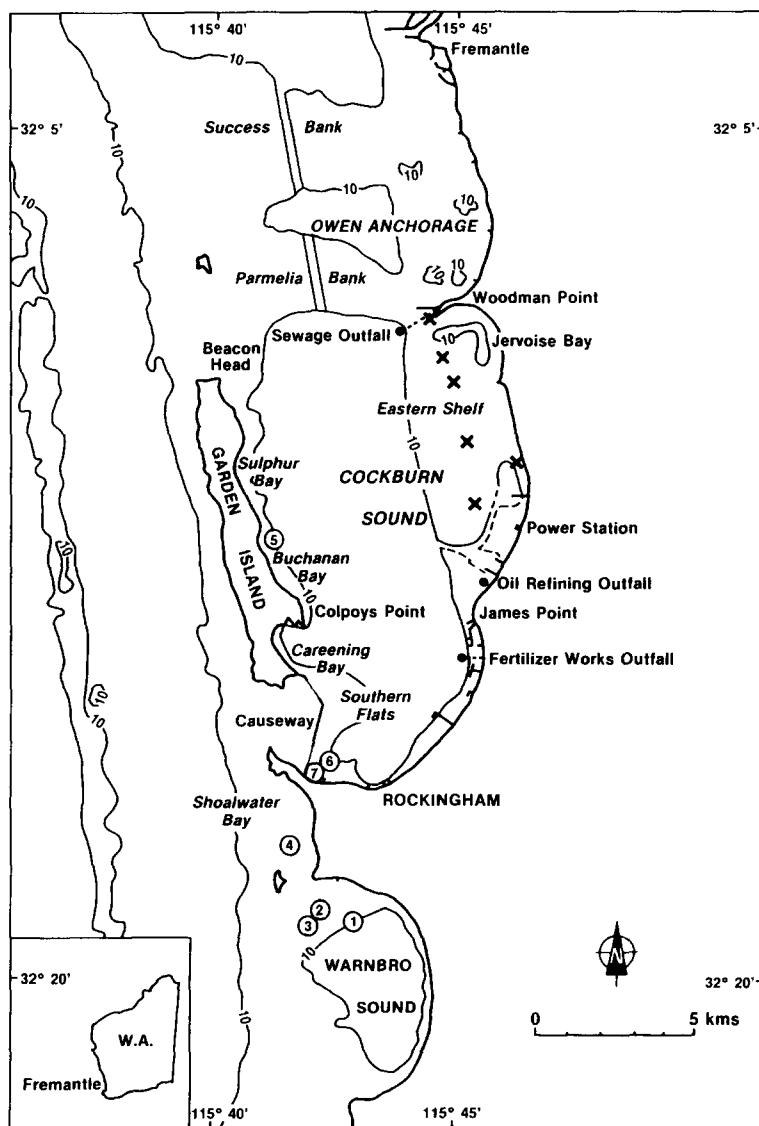 115° 40'
115° 45'
10
Fremantle
32° 5'
Success Bank
32° 5'
10
10
10
10
10
10
OWEN ANCHORAGE
10
Parmelia Bank
Woodman Point
Sewage Outfall
10
Jervoise Bay
Beacon
Head
Eastern Shelf
10
Sulphur
Bay
GARDEN
ISLAND
COCKBURN
SOUND
5
Power Station
10
Buchanan
Bay
10
Oil Refining Outfall
Colpoys Point
James Point
Careening
Bay
Fertilizer Works Outfall
Southern
Flats
10
10
Causeway
6
7
ROCKINGHAM
Shoalwater
Bay
4
2
3
1
10
WARNBRO
SOUND
N
32° 20'
32° 20'
0
5 kms
10
W.A.
Fremantle
115° 40'
115° 45'